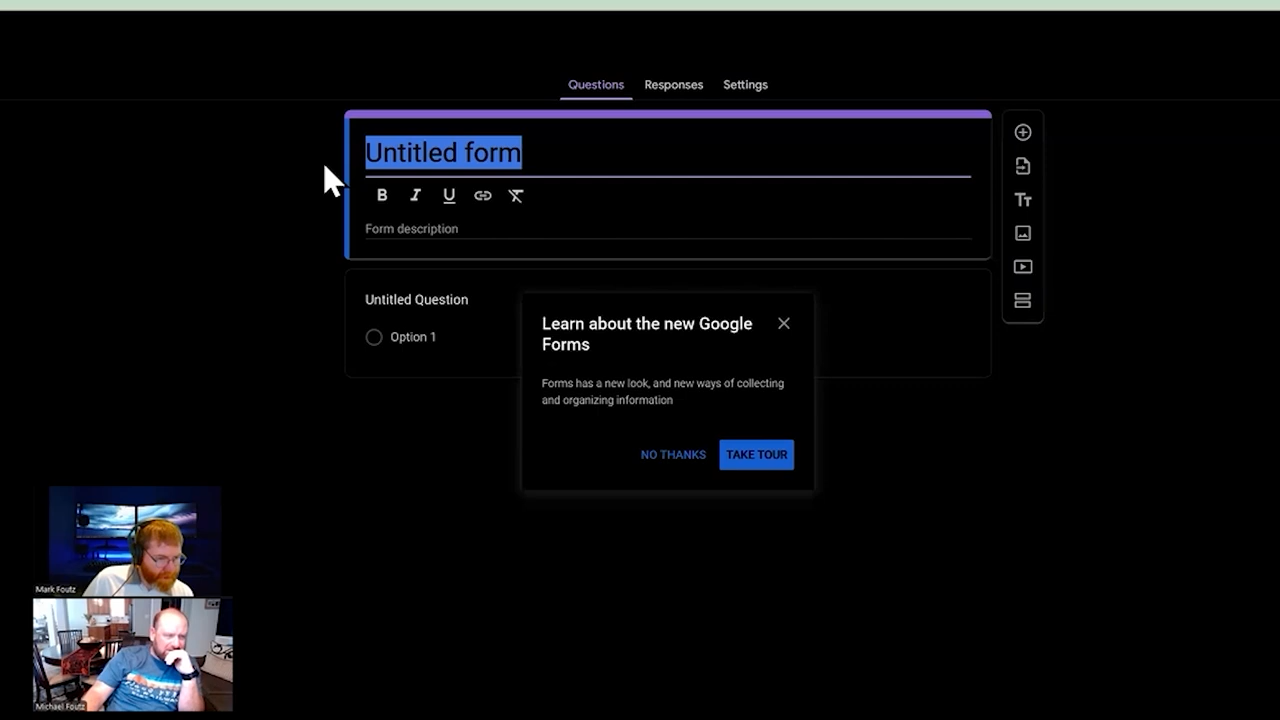 Questions
Responses
Settings
Untitled form
B I U
Form description
Tт
Untitled Question
Option 1
Learn about the new Google
Forms
Forms has a new look, and new ways of collecting
and organizing information
NO THANKS
TAKE TOUR
Mark Foutz
Michael Foutz